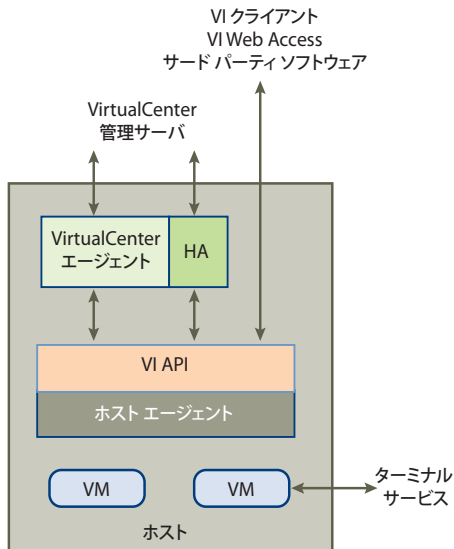 VI クライアント
VI Web Access
サード パーティ ソフトウェア
VirtualCenter
管理サーバ
VirtualCenter
エージェント
HA
VI API
ホスト エージェント
VM
VM
ターミナル
サービス
ホスト